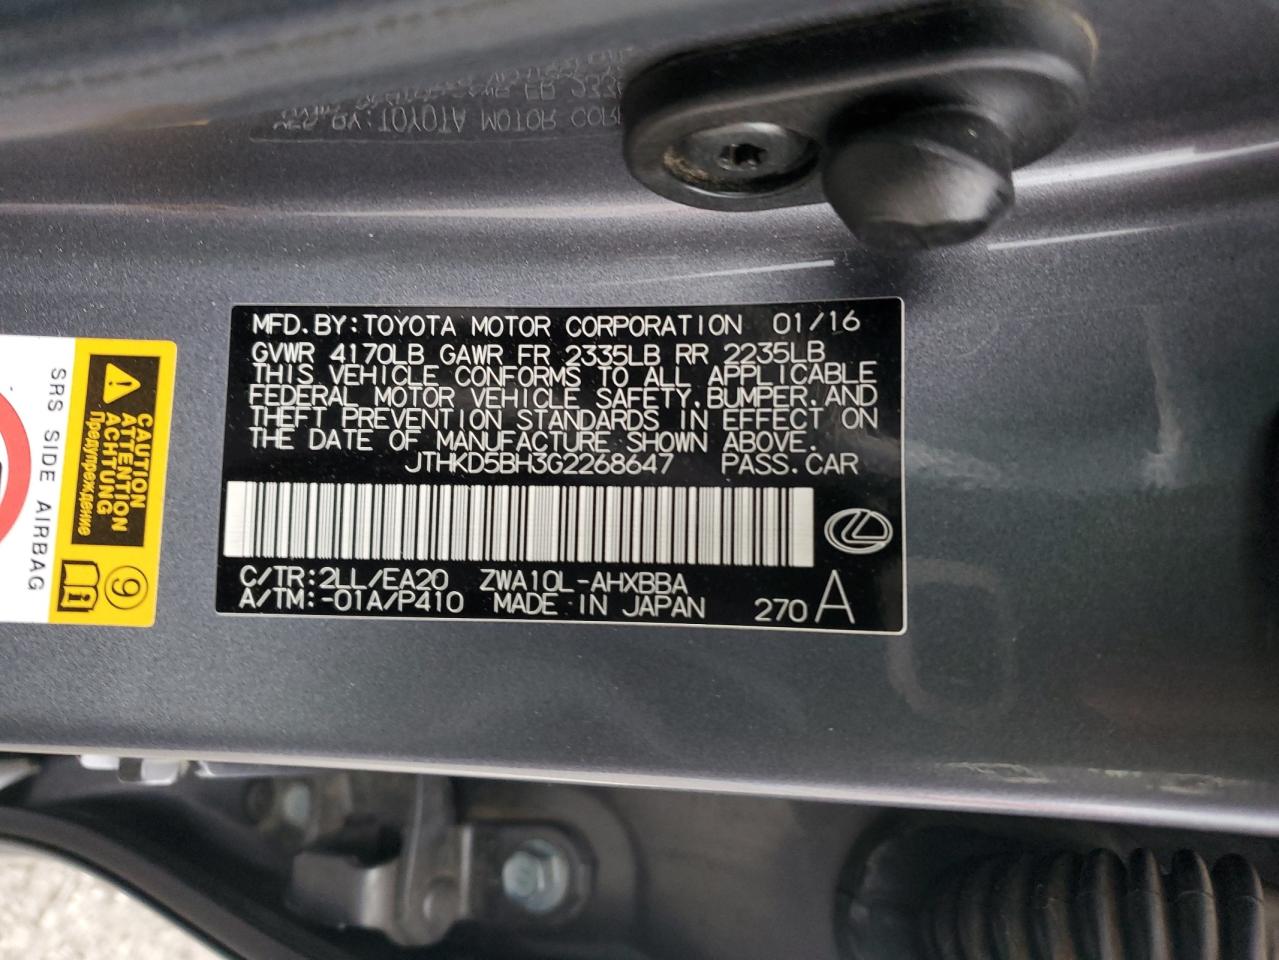 MFD.BY:TOYOTA MOTOR CORPORATION 01/16
GVWR 4170LB GAWR FR 2335LB RR 2235LB
THIS VEHICLE CONFORMS TO ALL APPLICABLE
FEDERAL MOTOR VEHICLE SAFETY,BUMPER,AND
THEFT PREVENTION STANDARDS IN EFFECT ON
THE DATE OF MANUFACTURE SHOWN ABOVE.
JTHKD5BH3G2268647 PASS.CAR
C/TR:2LL/EA20 ZWA10L-AHXBBA
A/TM:-01A/P410 MADE IN JAPAN 270 A
CAUTION
ATTENTION
ACHTUNG
Предупреждение
9
SRS SIDE AIRBAG